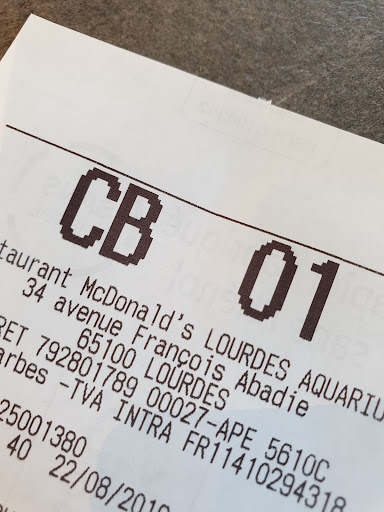 CB 01
taurant McDonald's LOURDES AQUARIU
34 avenue François Abadie
65100 LOURDES
RET 792801789 00027-APE 5610C
arbes -TVA INTRA FR11410294318
25001380
40 22/08/2019